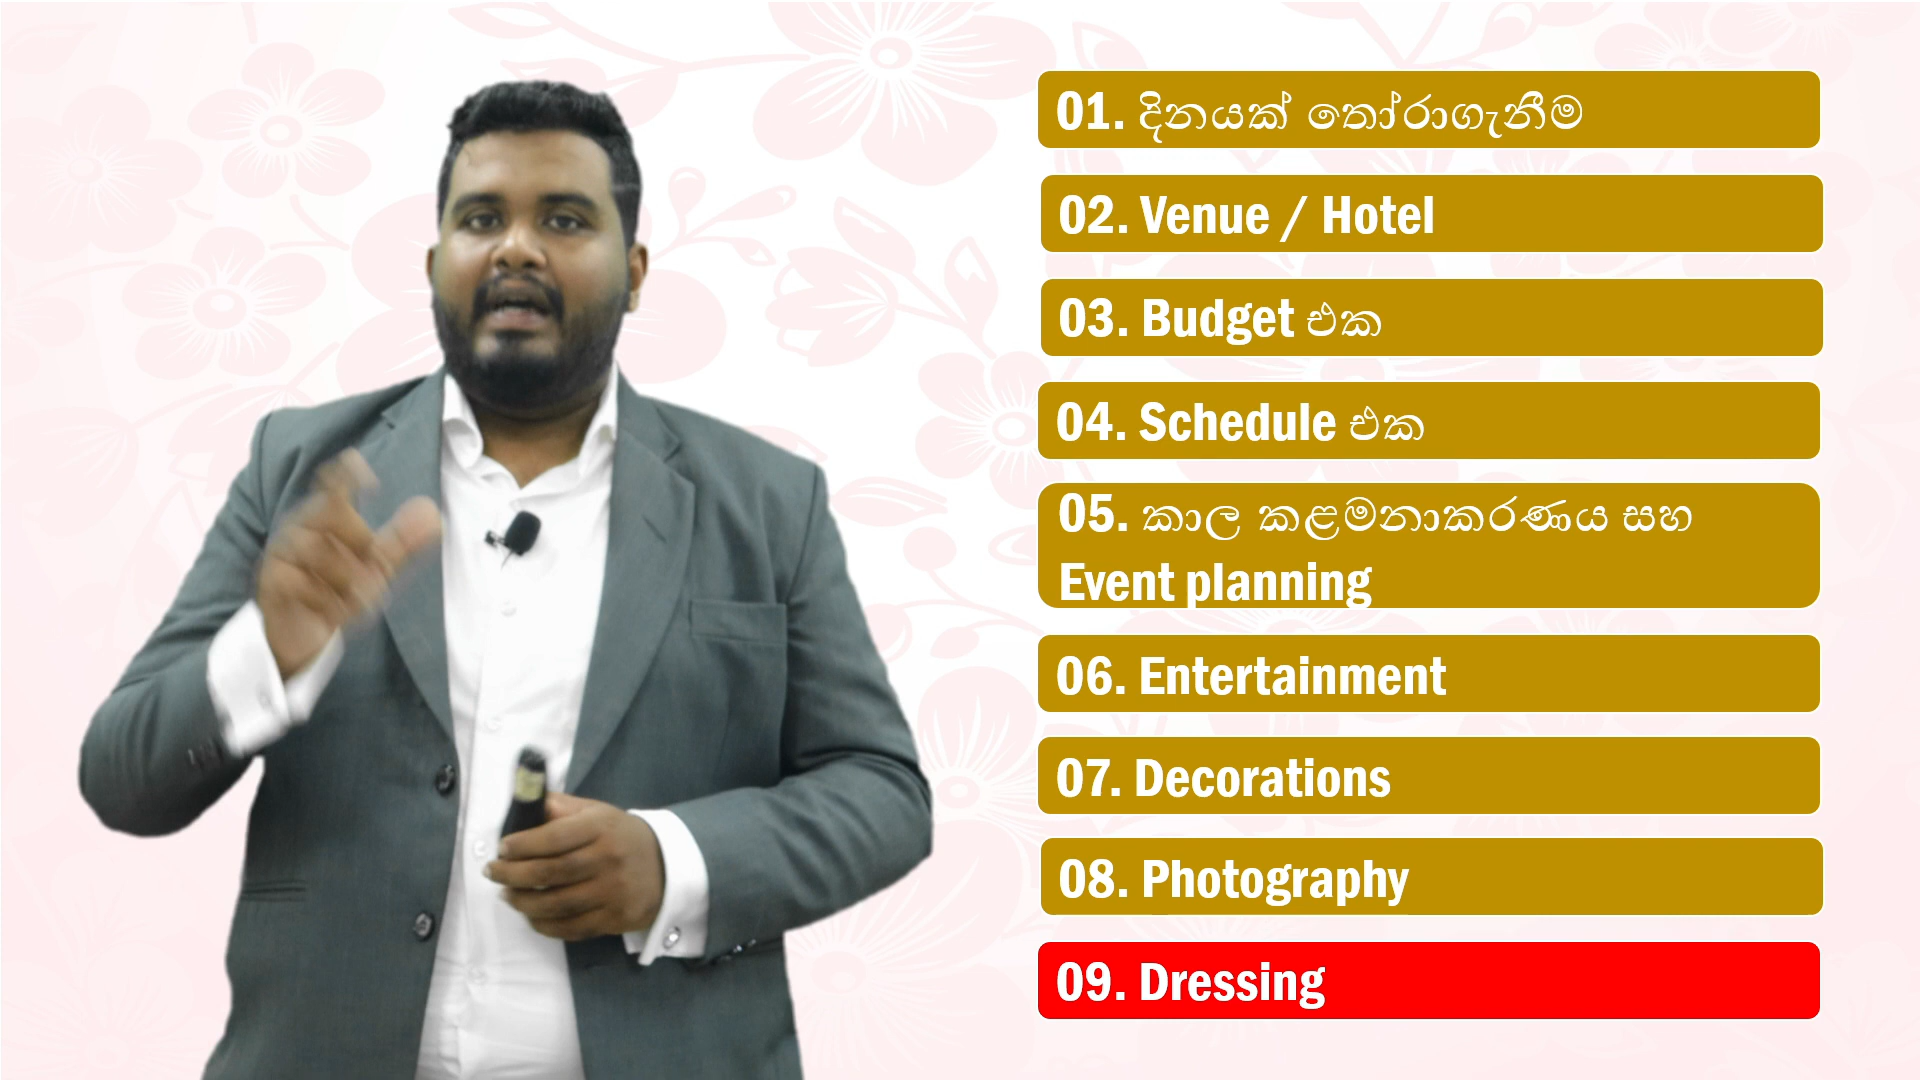 01. දිනයක් තෝරාගැනීම
02. Venue / Hotel
03. Budget එක
04. Schedule එක
05. කාල කළමනාකරණය සහ
Event planning
06. Entertainment
07. Decorations
08. Photography
09. Dressing